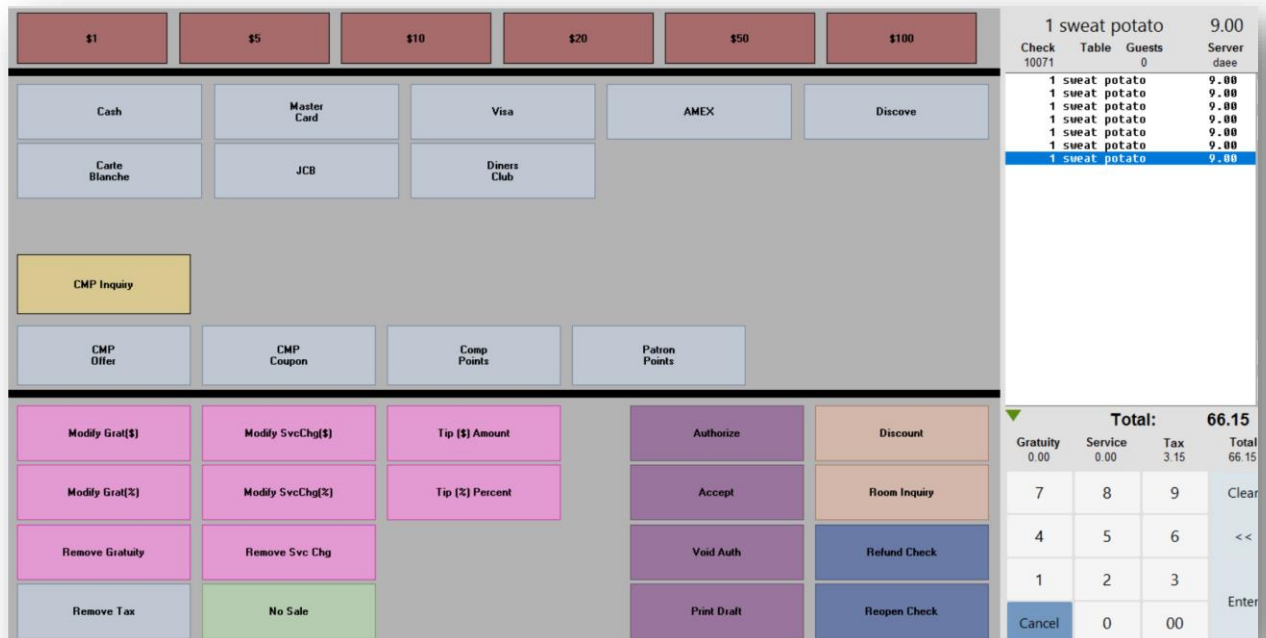 $1 $5 $10 $20 $50 $100
Cash Master Card Visa AMEX Discove
Carte Blanche JCB Diners Club
CMP Inquiry
CMP Offer CMP Coupon Comp Points Patron Points
Modify Grat($) Modify SvcChg($) Tip ($) Amount Authorize Discount
Modify Grat(%) Modify SvcChg(%) Tip (%) Percent Accept Room Inquiry
Remove Gratuity Remove Svc Chg Void Auth Refund Check
Remove Tax No Sale Print Draft Reopen Check
1 sweat potato 9.00
Check Table Guests Server
10071 0 daee
1 sweat potato 9.00
1 sweat potato 9.00
1 sweat potato 9.00
1 sweat potato 9.00
1 sweat potato 9.00
1 sweat potato 9.00
1 sweat potato 9.00
Total: 66.15
Gratuity Service Tax Total
0.00 0.00 3.15 66.15
7 8 9 Clear
4 5 6 <<
1 2 3
Enter
Cancel 0 00